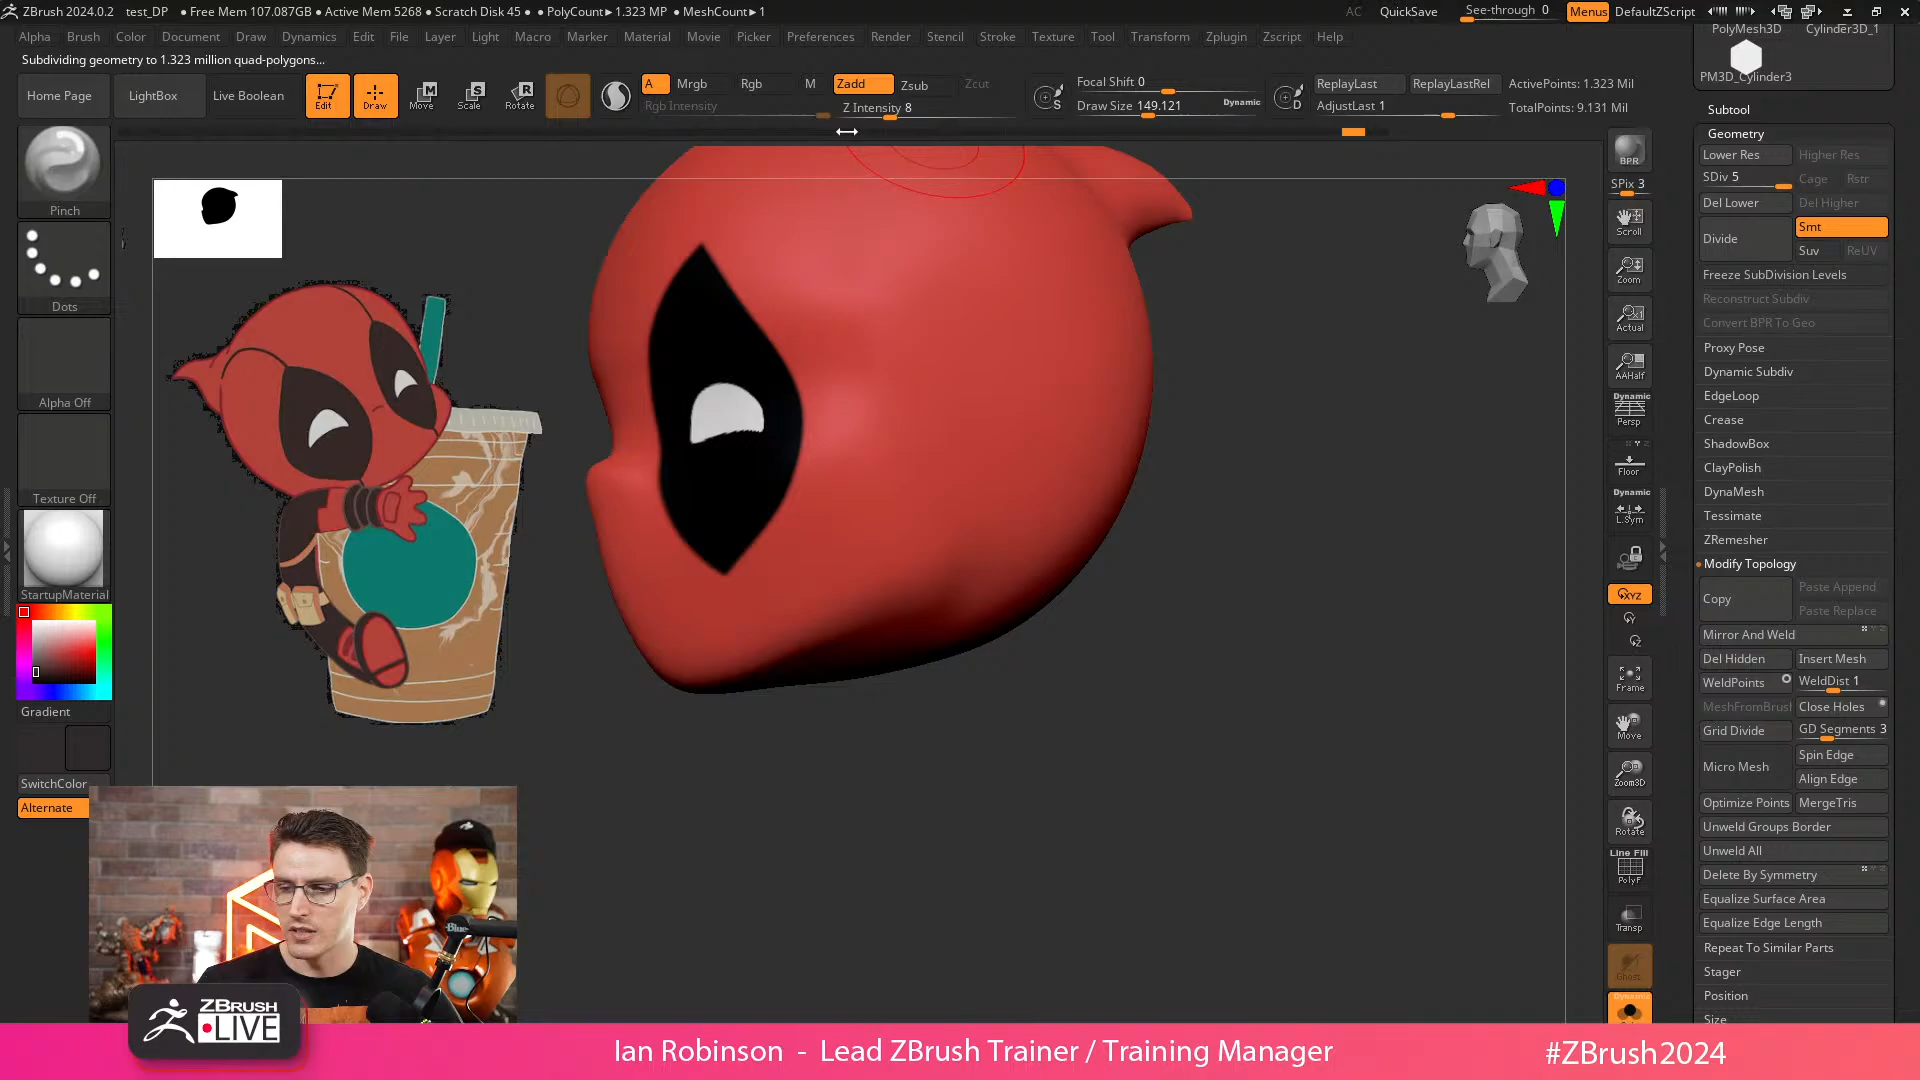 ZBrush 2024.0.2 test_DP • Free Mem 107.087GB • Active Mem 5268 • Scratch Disk 45 • • PolyCount► 1.323 MP • MeshCount► 1
AC QuickSave See-through 0 Menus DefaultZScript
Alpha Brush Color Document Draw Dynamics Edit File Layer Light Macro Marker Material Movie Picker Preferences Render Stencil Stroke Texture Tool Transform Zplugin Zscript Help
Subdividing geometry to 1.323 million quad-polygons...
Home Page LightBox Live Boolean Edit Draw Move Scale Rotate
A Mrgb Rgb M Zadd Zsub Zcut
Rgb Intensity Z Intensity 8
S Focal Shift 0
Draw Size 149.121 Dynamic D
ReplayLast ReplayLastRel ActivePoints: 1.323 Mil
AdjustLast 1 TotalPoints: 9.131 Mil
Pinch
Dots
Alpha Off
Texture Off
StartupMaterial
Gradient
SwitchColor
Alternate
BPR
SPix 3
Scroll
Zoom
Actual
AAHalf
Dynamic
Persp
Floor
Dynamic
L.Sym
XYZ
Frame
Move
Zoom3D
Rotate
Line Fill
PolyF
Transp
Ghost
Dynamic
PolyMesh3D Cylinder3D_1
PM3D_Cylinder3
Subtool
Geometry
Lower Res Higher Res
SDiv 5 Cage Rstr
Del Lower Del Higher
Divide Smt
Suv ReUV
Freeze SubDivision Levels
Reconstruct Subdiv
Convert BPR To Geo
Proxy Pose
Dynamic Subdiv
EdgeLoop
Crease
ShadowBox
ClayPolish
DynaMesh
Tessimate
ZRemesher
Modify Topology
Copy Paste Append
Paste Replace
Mirror And Weld
Del Hidden Insert Mesh
WeldPoints WeldDist 1
MeshFromBrush Close Holes
Grid Divide GD Segments 3
Micro Mesh Spin Edge
Align Edge
Optimize Points MergeTris
Unweld Groups Border
Unweld All
Delete By Symmetry
Equalize Surface Area
Equalize Edge Length
Repeat To Similar Parts
Stager
Position
Size
Blue
ZBRUSH
LIVE
Ian Robinson - Lead ZBrush Trainer / Training Manager
#ZBrush2024